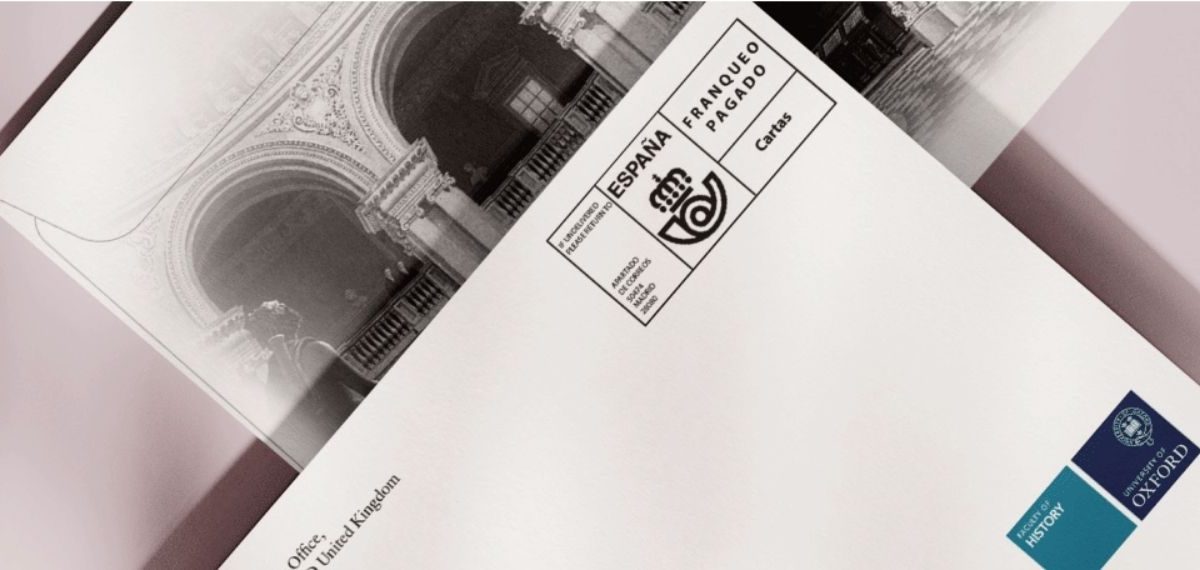 IF UNDELIVERED
PLEASE RETURN TO
APARTADO
DE CORREOS
50474
MADRID
28080
ESPAÑA
FRANQUEO
PAGADO
Cartas
Office,
United Kingdom
FACULTY OF
HISTORY
UNIVERSITY OF
OXFORD